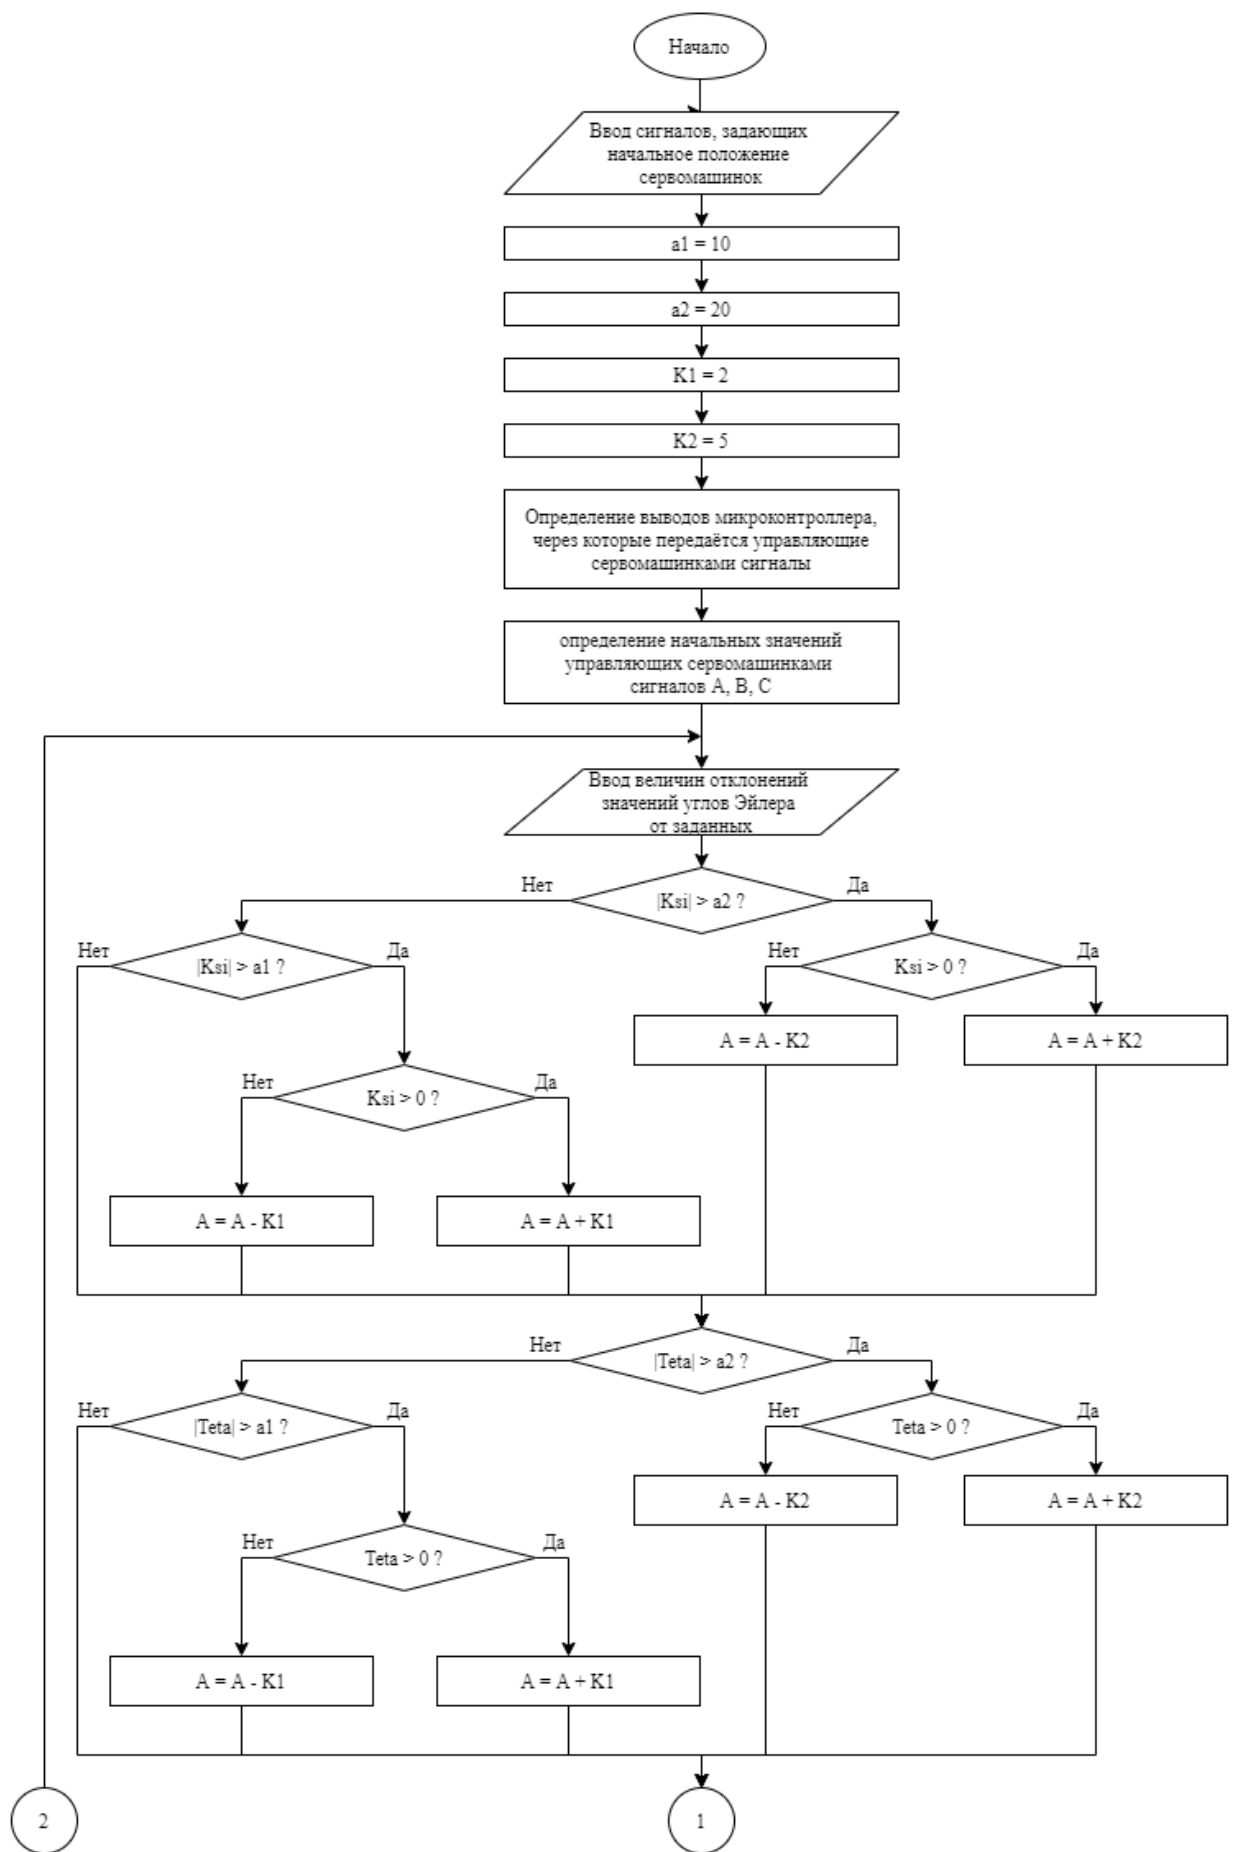 Начало
Ввод сигналов, задающих
начальное положение
сервомашинок
a1 = 10
a2 = 20
K1 = 2
K2 = 5
Определение выводов микроконтроллера,
через которые передаётся управляющие
сервомашинками сигналы
определение начальных значений
управляющих сервомашинками
сигналов A, B, C
Ввод величин отклонений
значений углов Эйлера
от заданных
Нет
|Ksi| > a2 ?
Да
Нет
|Ksi| > a1 ?
Да
Нет
Ksi > 0 ?
Да
A = A - K2
A = A + K2
Нет
Ksi > 0 ?
Да
A = A - K1
A = A + K1
Нет
|Teta| > a2 ?
Да
Нет
|Teta| > a1 ?
Да
Нет
Teta > 0 ?
Да
A = A - K2
A = A + K2
Нет
Teta > 0 ?
Да
A = A - K1
A = A + K1
2
1